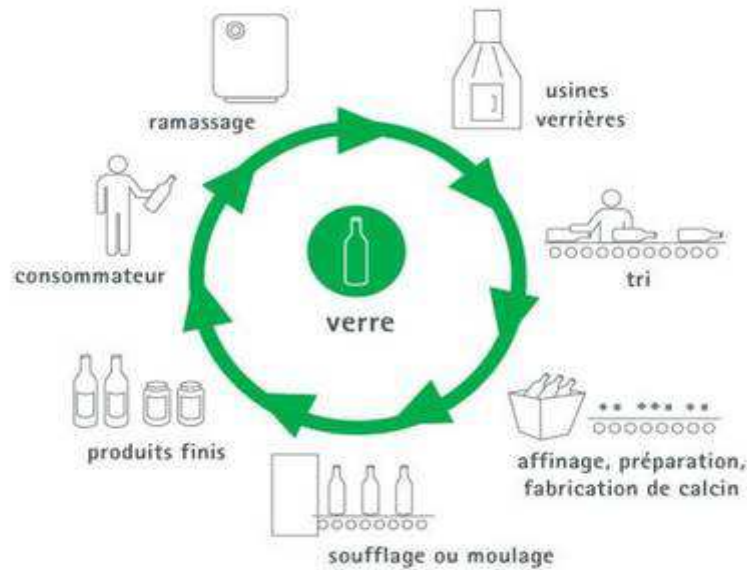 ramassage
usines
verrières
consommateur
tri
verre
produits finis
affinage, préparation,
fabrication de calcin
soufflage ou moulage